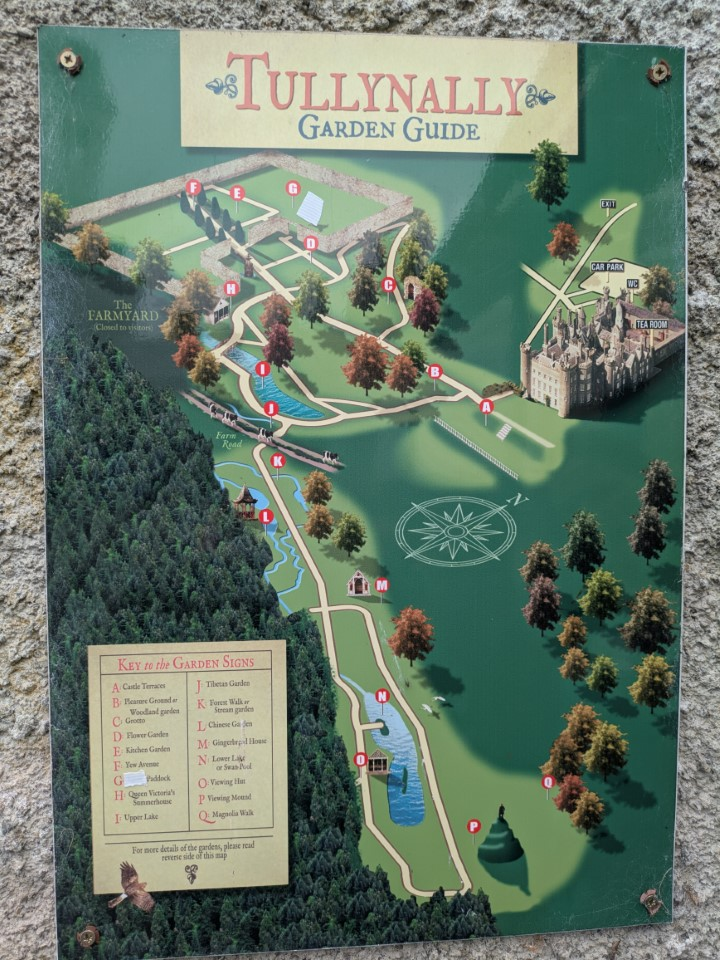 TULLYNALLY
GARDEN GUIDE
F
E
G
EXIT
D
CAR PARK
WC
C
H
The
FARMYARD
(Closed to visitors)
TEA ROOM
I
B
J
A
Farm
Road
K
N
L
M
N
O
Q
P
KEY to the GARDEN SIGNS
A: Castle Terraces
B: Pleasure Ground or
Woodland garden
C: Grotto
D: Flower Garden
E: Kitchen Garden
F: Yew Avenue
G: Paddock
H: Queen Victoria's
Summerhouse
I: Upper Lake
J: Tibetan Garden
K: Forest Walk or
Stream garden
L: Chinese Garden
M: Gingerbread House
N: Lower Lake
or Swan Pool
O: Viewing Hut
P: Viewing Mound
Q: Magnolia Walk
For more details of the gardens, please read
reverse side of this map